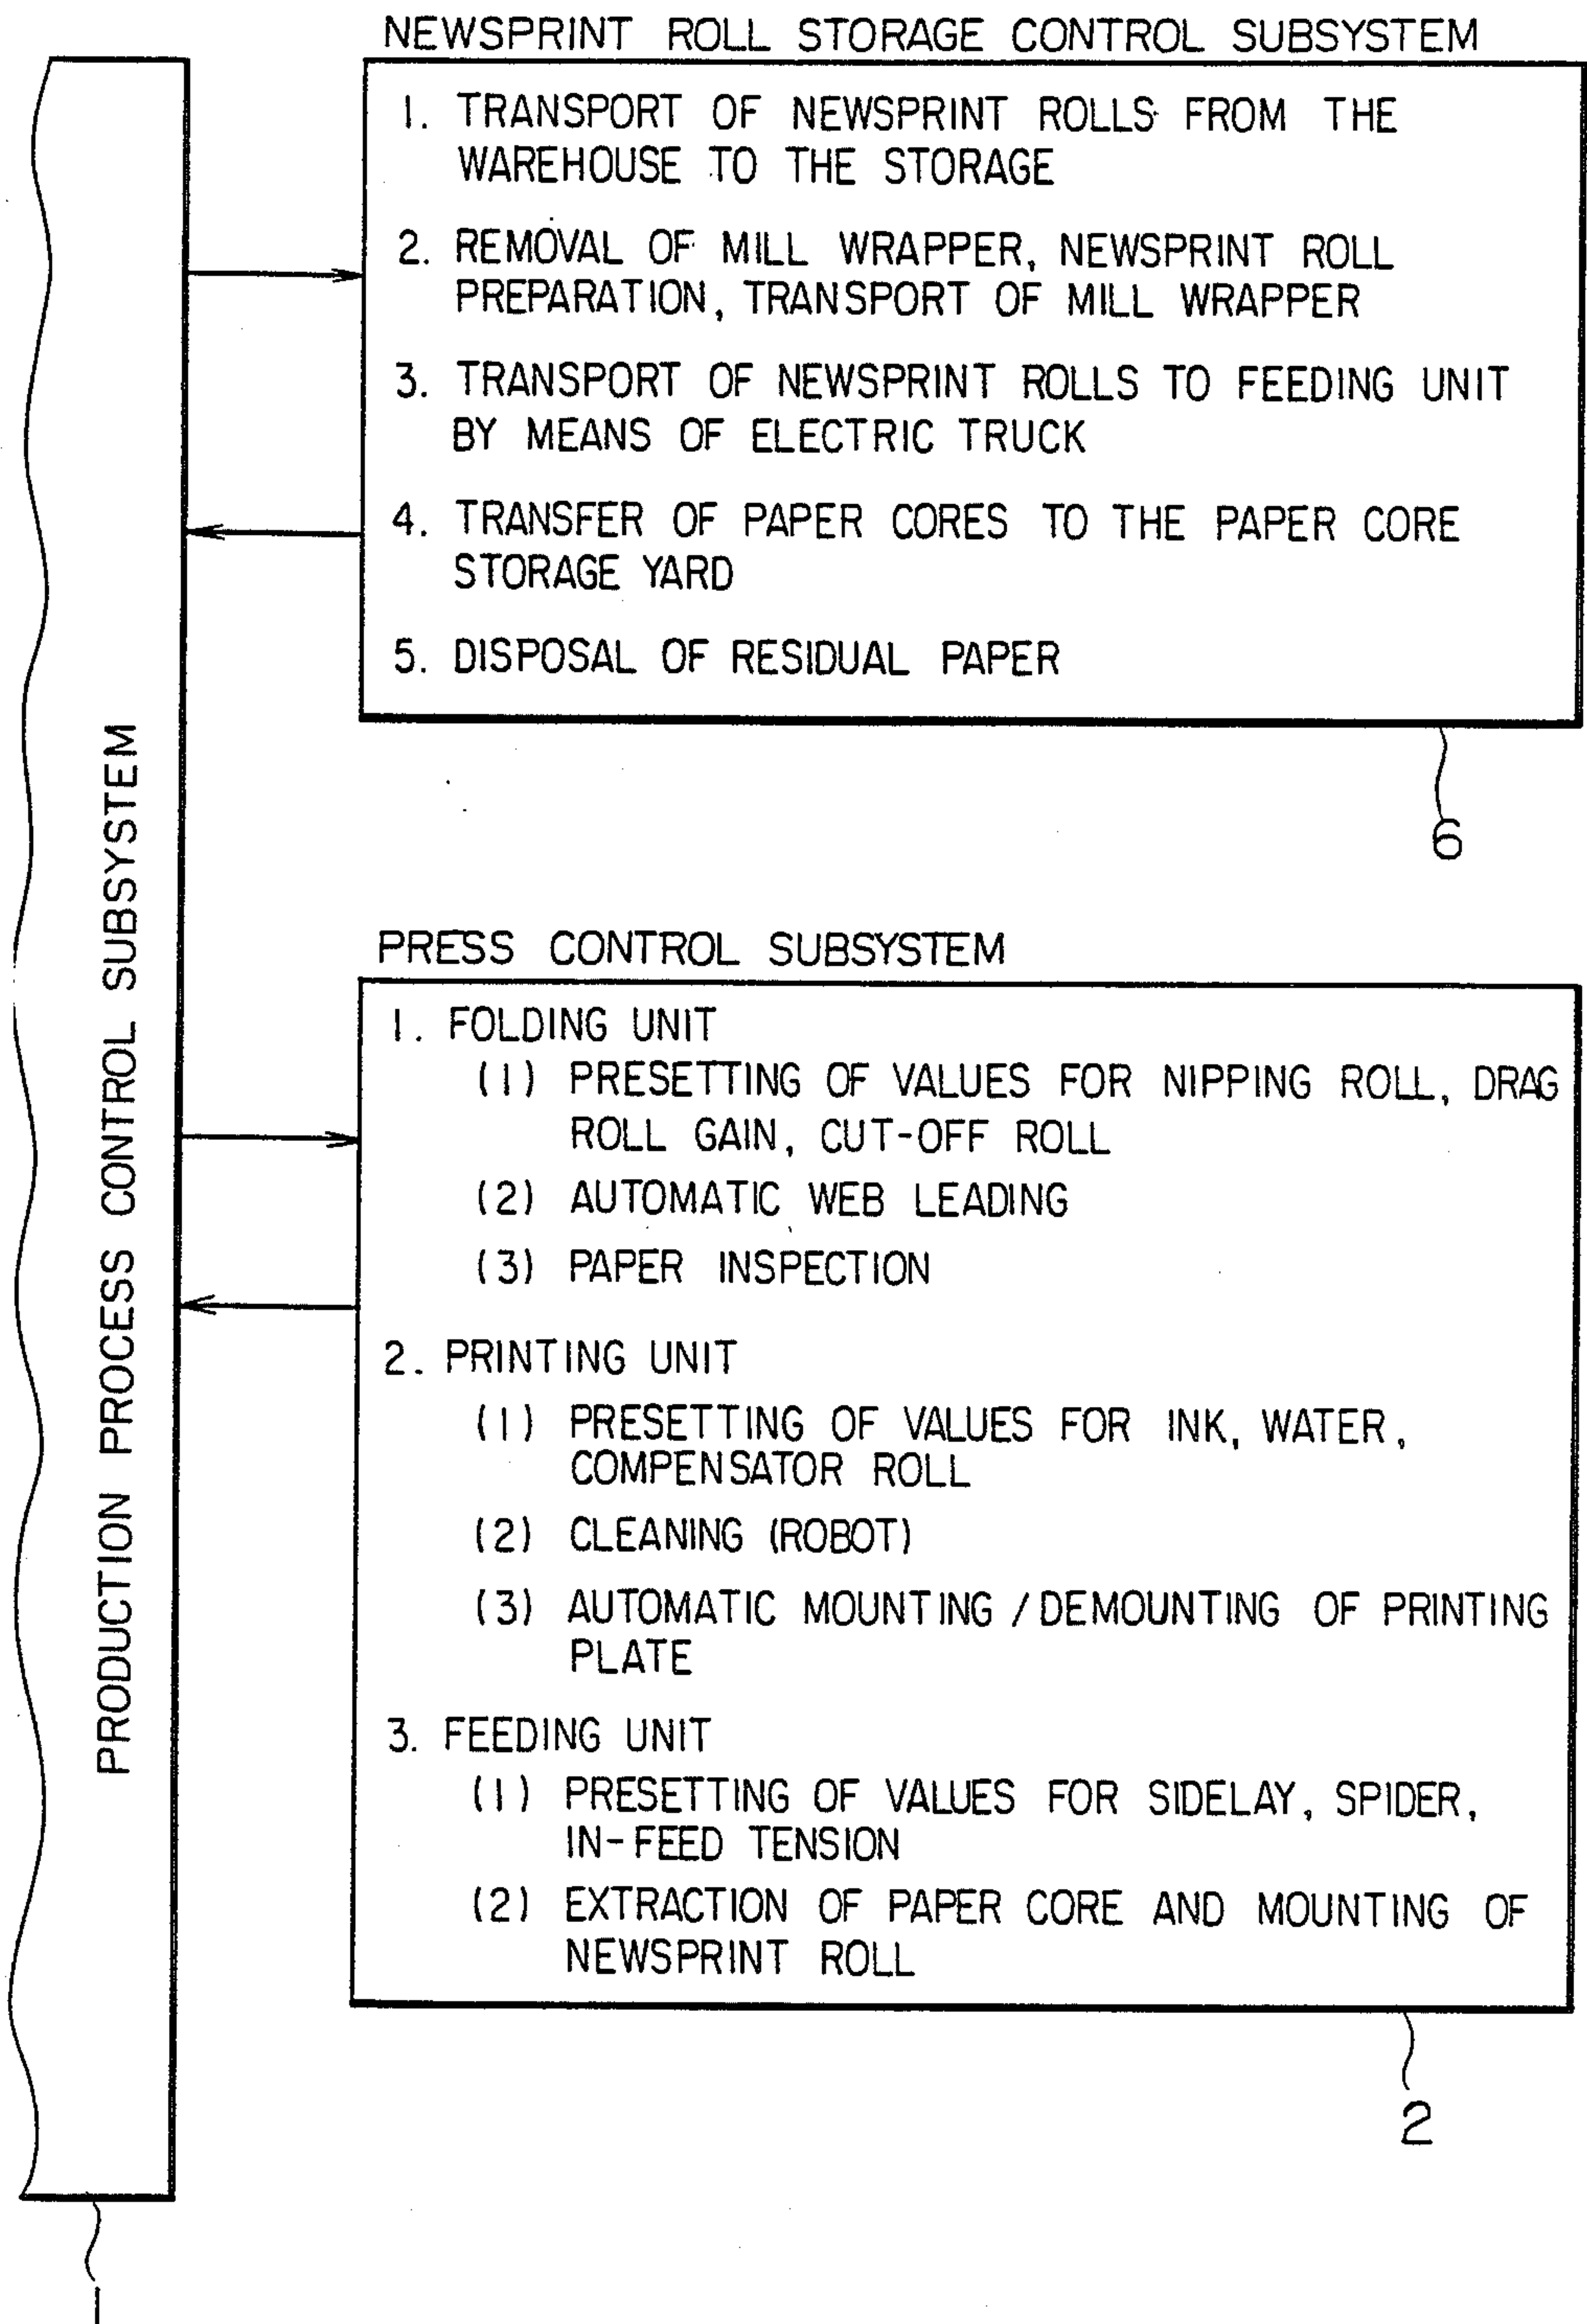 NEWSPRINT ROLL STORAGE CONTROL SUBSYSTEM
1. TRANSPORT OF NEWSPRINT ROLLS FROM THE
WAREHOUSE TO THE STORAGE
2. REMOVAL OF MILL WRAPPER, NEWSPRINT ROLL
PREPARATION, TRANSPORT OF MILL WRAPPER
3. TRANSPORT OF NEWSPRINT ROLLS TO FEEDING UNIT
BY MEANS OF ELECTRIC TRUCK
4. TRANSFER OF PAPER CORES TO THE PAPER CORE
STORAGE YARD
5. DISPOSAL OF RESIDUAL PAPER
6
PRODUCTION PROCESS CONTROL SUBSYSTEM
PRESS CONTROL SUBSYSTEM
1. FOLDING UNIT
(1) PRESETTING OF VALUES FOR NIPPING ROLL, DRAG
ROLL GAIN, CUT-OFF ROLL
(2) AUTOMATIC WEB LEADING
(3) PAPER INSPECTION
2. PRINTING UNIT
(1) PRESETTING OF VALUES FOR INK, WATER,
COMPENSATOR ROLL
(2) CLEANING (ROBOT)
(3) AUTOMATIC MOUNTING / DEMOUNTING OF PRINTING
PLATE
3. FEEDING UNIT
(1) PRESETTING OF VALUES FOR SIDELAY, SPIDER,
IN-FEED TENSION
(2) EXTRACTION OF PAPER CORE AND MOUNTING OF
NEWSPRINT ROLL
2
1